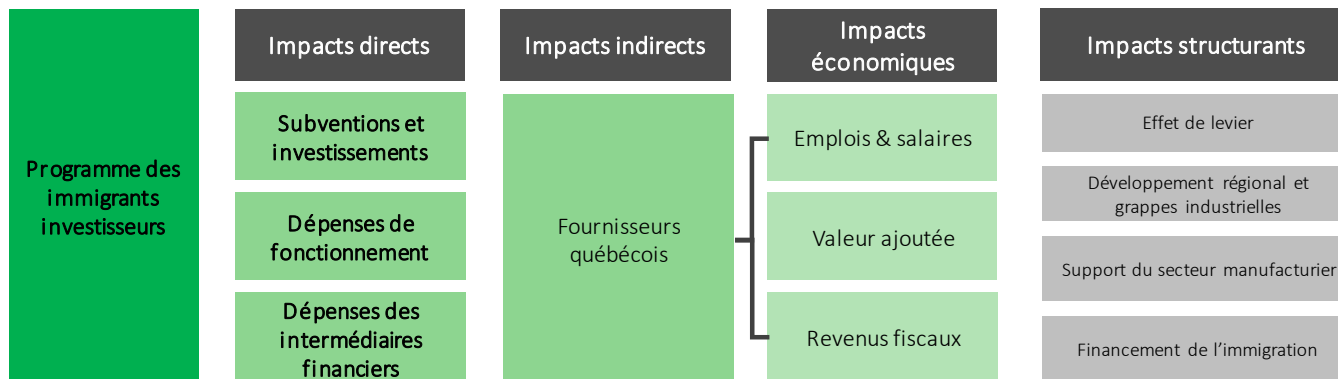 Programme des
immigrants
investisseurs
Impacts directs
Subventions et
investissements
Dépenses de
fonctionnement
Dépenses des
intermédiaires
financiers
Impacts indirects
Fournisseurs
québécois
Impacts
économiques
Emplois & salaires
Valeur ajoutée
Revenus fiscaux
Impacts structurants
Effet de levier
Développement régional et
grappes industrielles
Support du secteur manufacturier
Financement de l’immigration